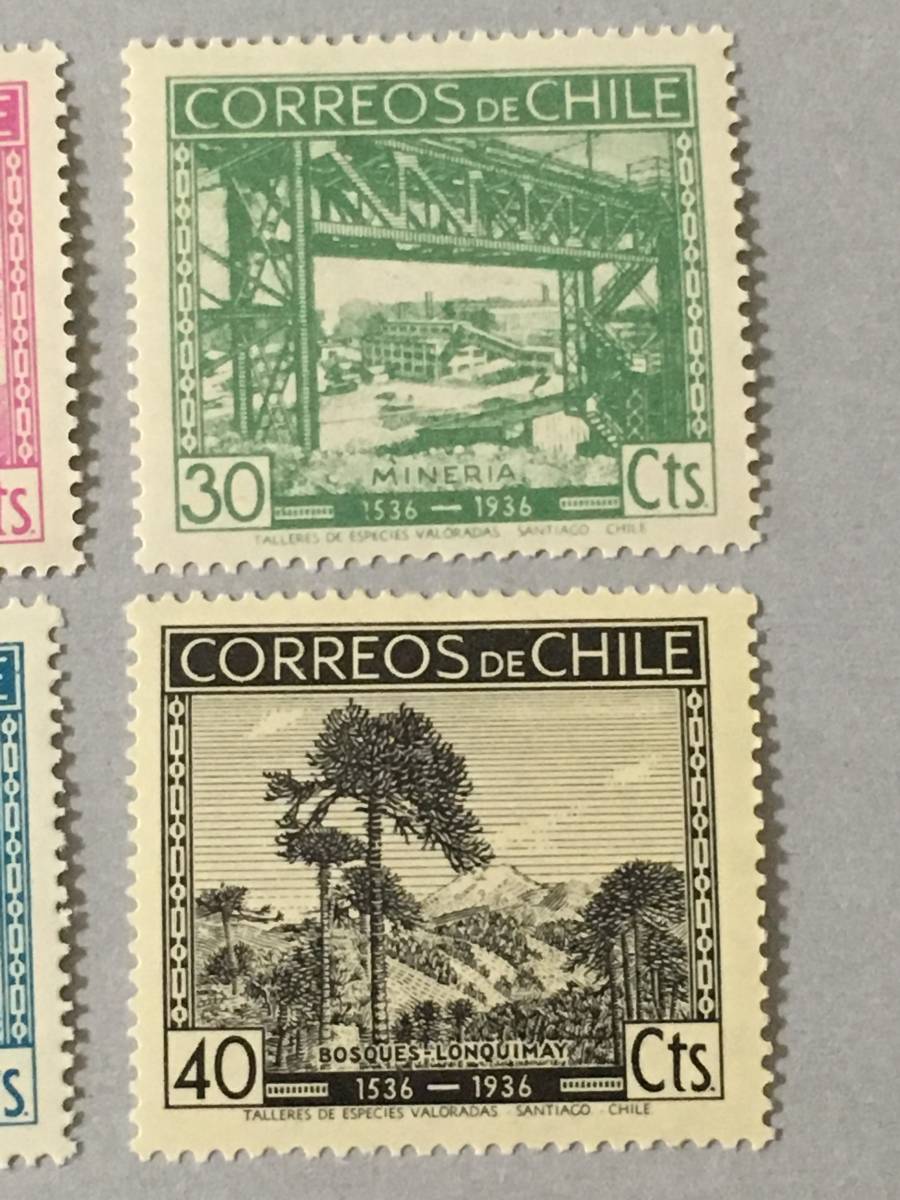 CORREOS DE CHILE
MINERIA
30 Cts.
1536 — 1936
TALLERES DE ESPECIES VALORADAS SANTIAGO CHILE
CORREOS DE CHILE
BOSQUES-LONQUIMAY
40 Cts.
1536 — 1936
TALLERES DE ESPECIES VALORADAS - SANTIAGO - CHILE
E
ts.
E
s.